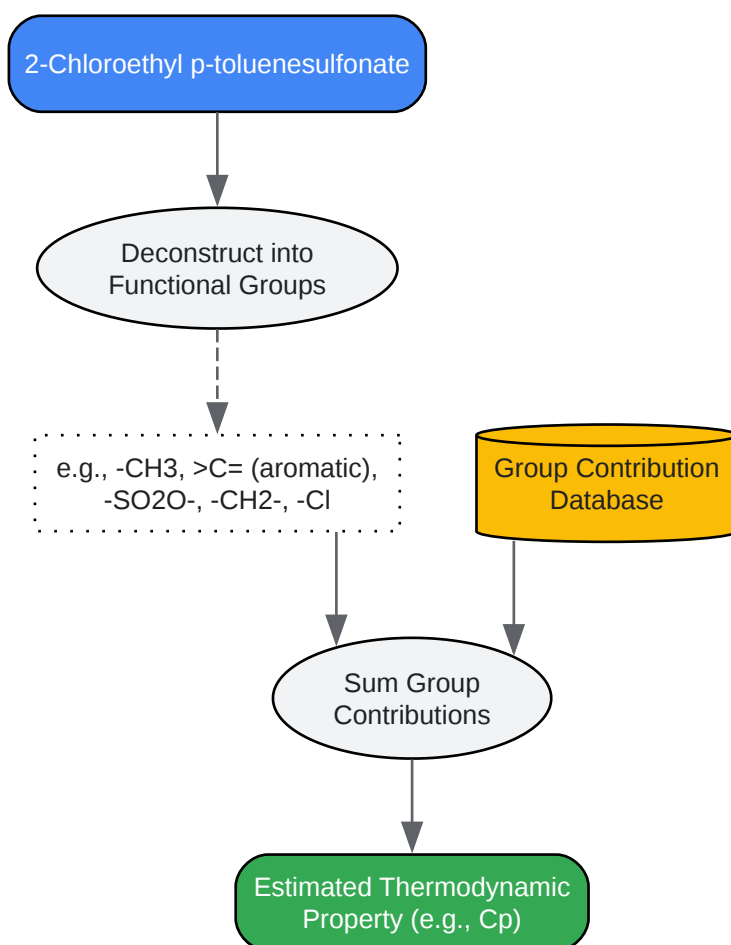 2-Chloroethyl p-toluenesulfonate
Deconstruct into
Functional Groups
e.g., -CH3, >C= (aromatic),
-SO2O-, -CH2-, -Cl
Group Contribution
Database
Sum Group
Contributions
Estimated Thermodynamic
Property (e.g., Cp)